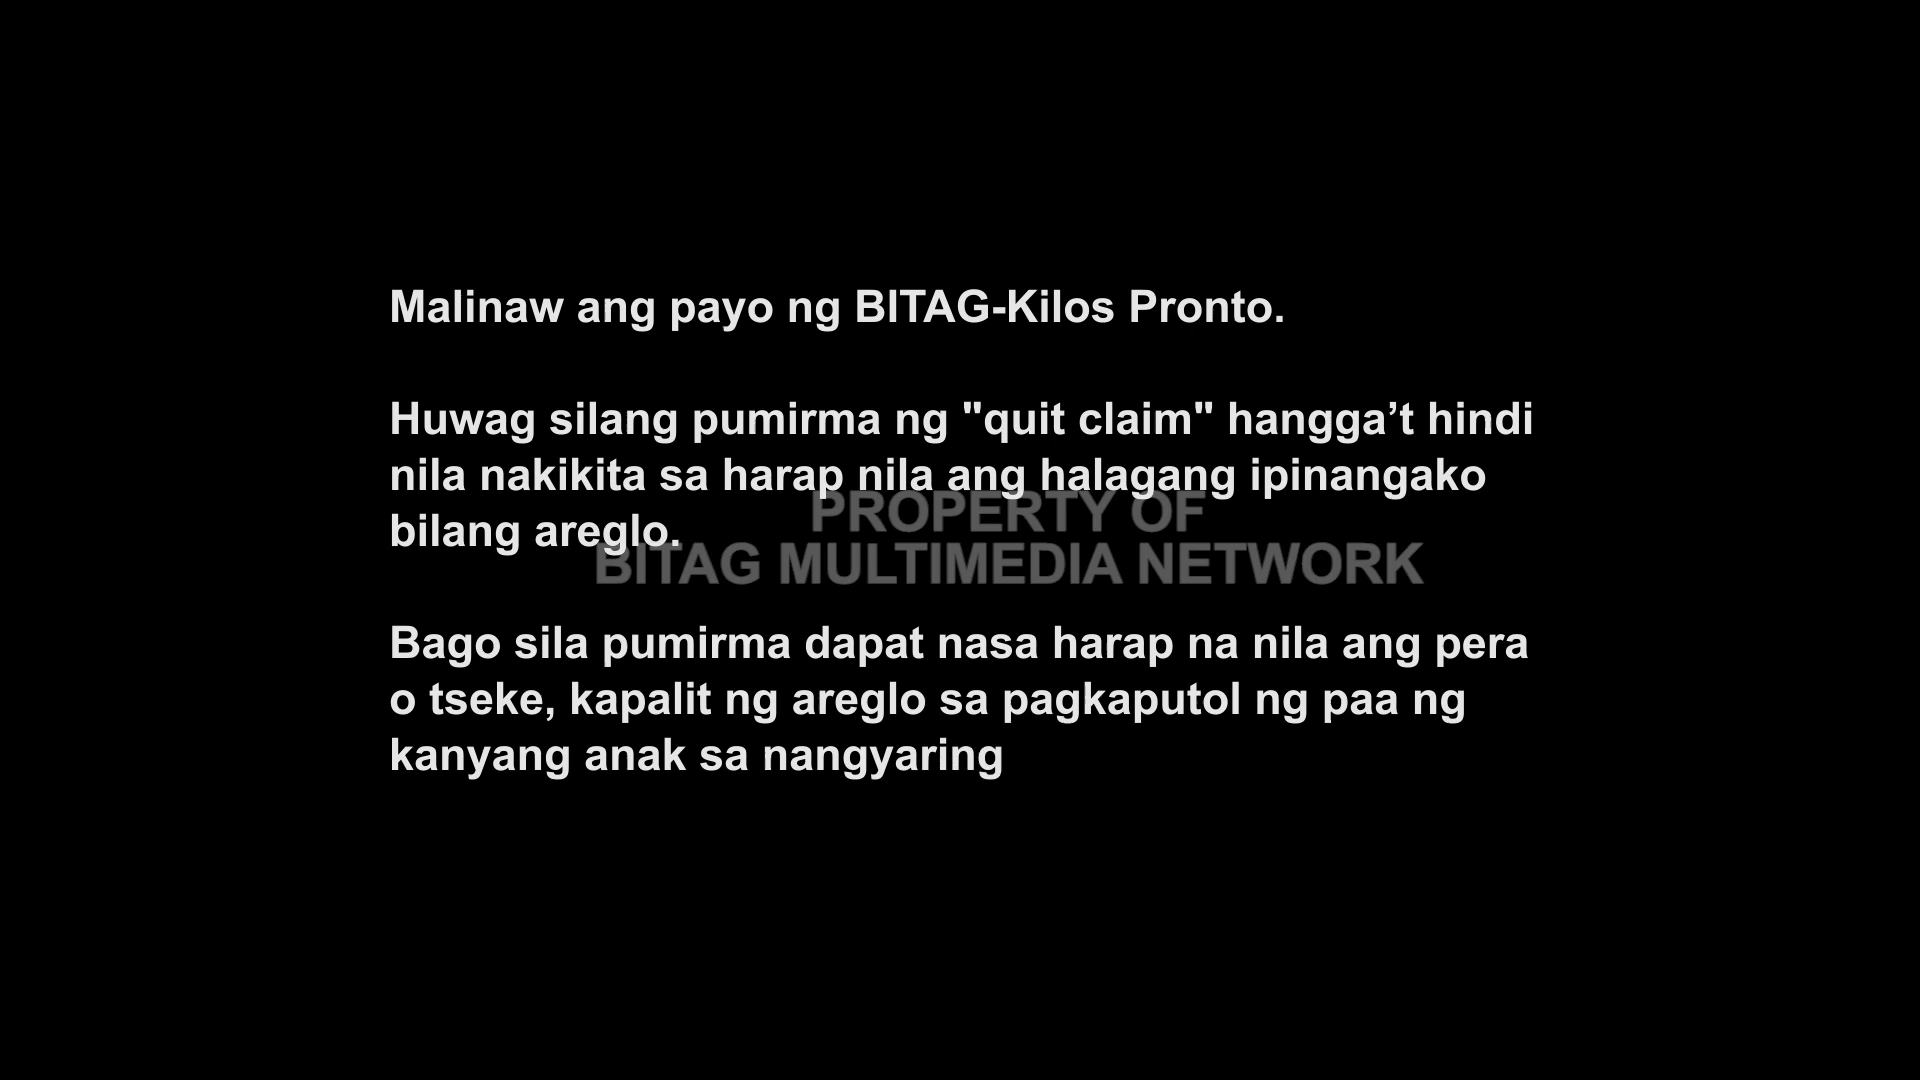 Malinaw ang payo ng BITAG-Kilos Pronto.
Huwag silang pumirma ng "quit claim" hangga’t hindi
nila nakikita sa harap nila ang halagang ipinangako
bilang areglo.
PROPERTY OF
BITAG MULTIMEDIA NETWORK
Bago sila pumirma dapat nasa harap na nila ang pera
o tseke, kapalit ng areglo sa pagkaputol ng paa ng
kanyang anak sa nangyaring